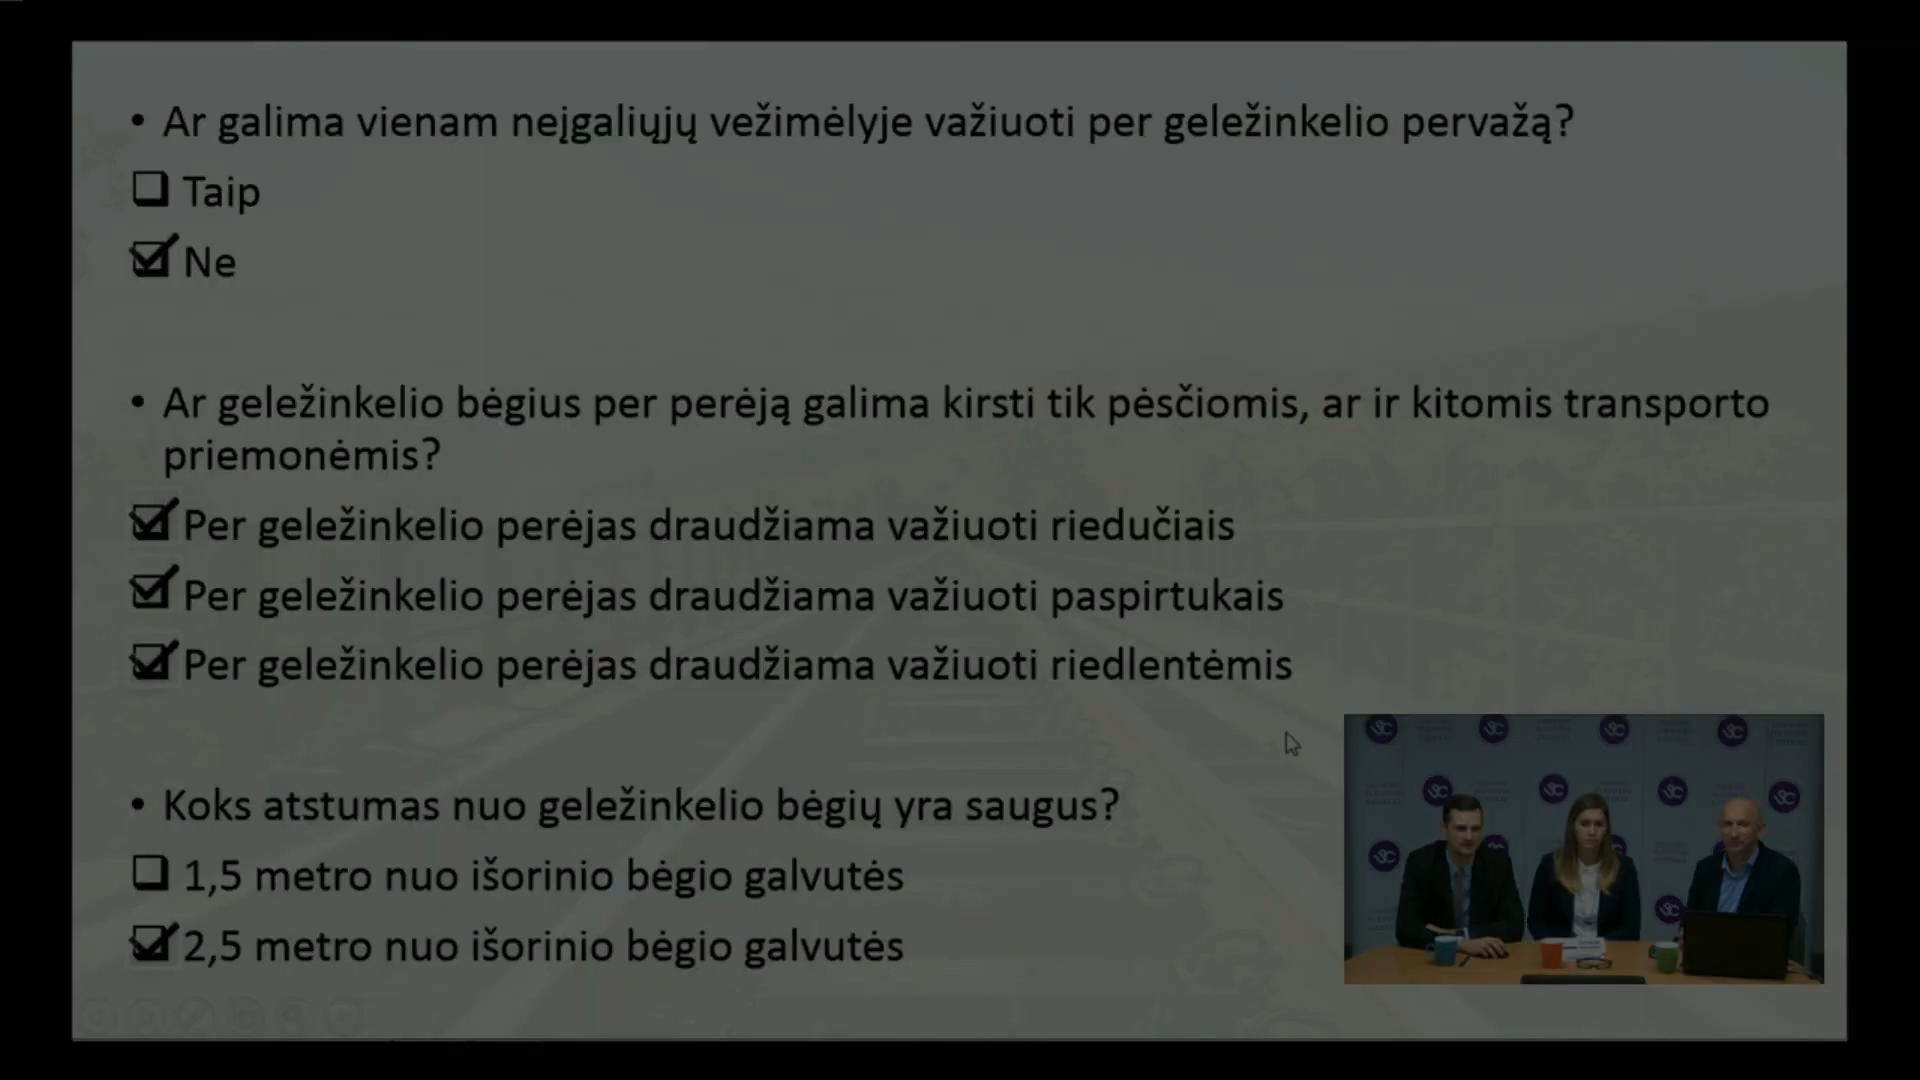 • Ar galima vienam neįgaliųjų vežimėlyje važiuoti per geležinkelio pervažą?
Taip
Ne
• Ar geležinkelio bėgius per perėją galima kirsti tik pėsčiomis, ar ir kitomis transporto
priemonėmis?
Per geležinkelio perėjas draudžiama važiuoti riedučiais
Per geležinkelio perėjas draudžiama važiuoti paspirtukais
Per geležinkelio perėjas draudžiama važiuoti riedlentėmis
• Koks atstumas nuo geležinkelio bėgių yra saugus?
1,5 metro nuo išorinio bėgio galvutės
2,5 metro nuo išorinio bėgio galvutės